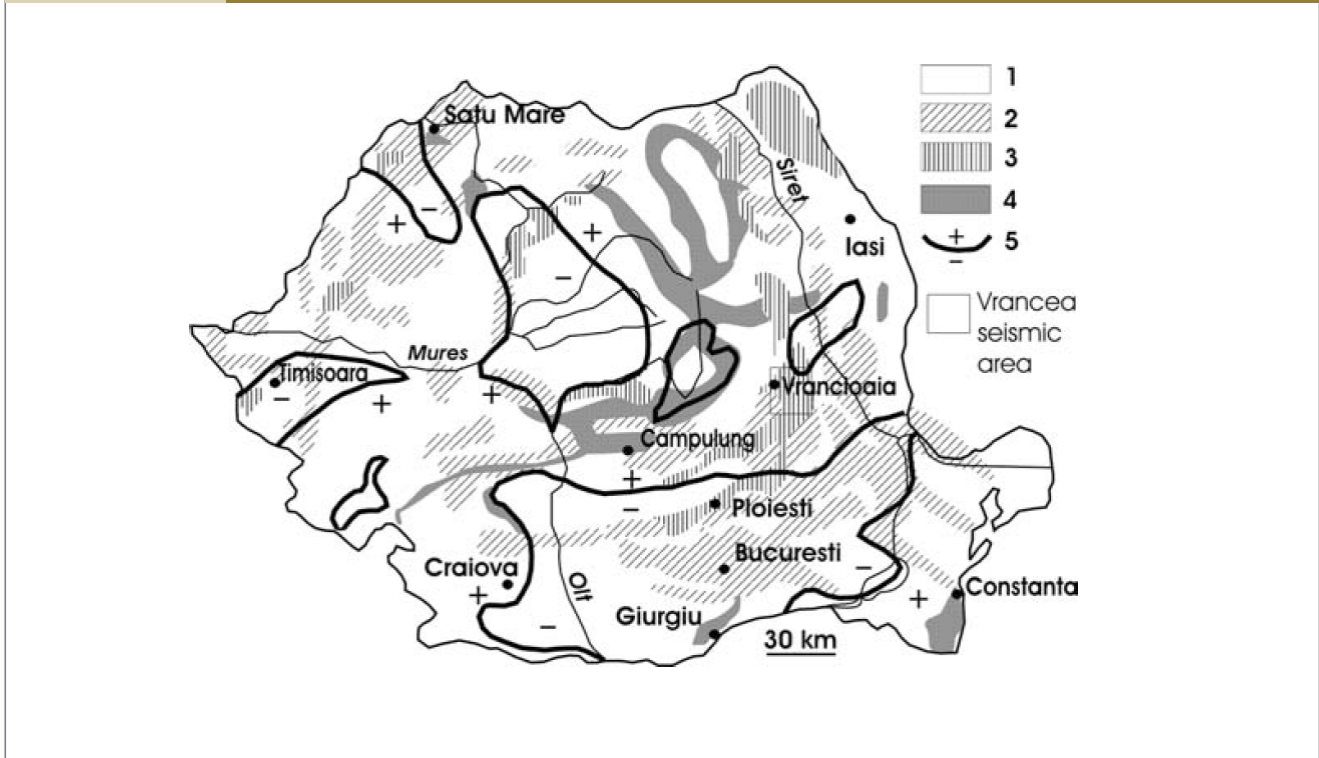 1
Satu Mare
2
3
Siret
4
+
−
+
Iasi
+
−
5
−
Vrancea
seismic
area
Mures
Timisoara
−
+
+
Vrancioaia
Campulung
+
−
Ploiesti
Bucuresti
−
Craiova
+
Olt
Constanta
+
Giurgiu
−
30 km